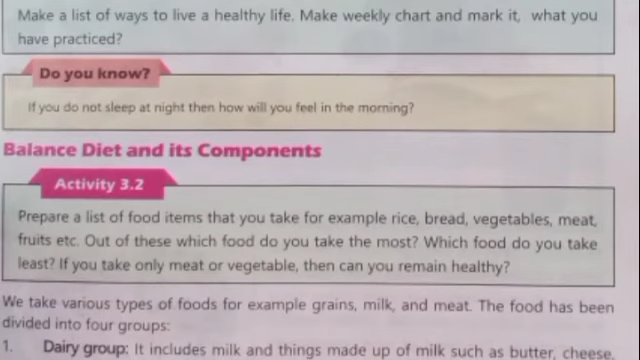 Make a list of ways to live a healthy life. Make weekly chart and mark it, what you
have practiced?
Do you know?
If you do not sleep at night then how will you feel in the morning?
Balance Diet and its Components
Activity 3.2
Prepare a list of food items that you take for example rice, bread, vegetables, meat,
fruits etc. Out of these which food do you take the most? Which food do you take
least? If you take only meat or vegetable, then can you remain healthy?
We take various types of foods for example grains, milk, and meat. The food has been
divided into four groups:
1. Dairy group: It includes milk and things made up of milk such as butter, cheese,